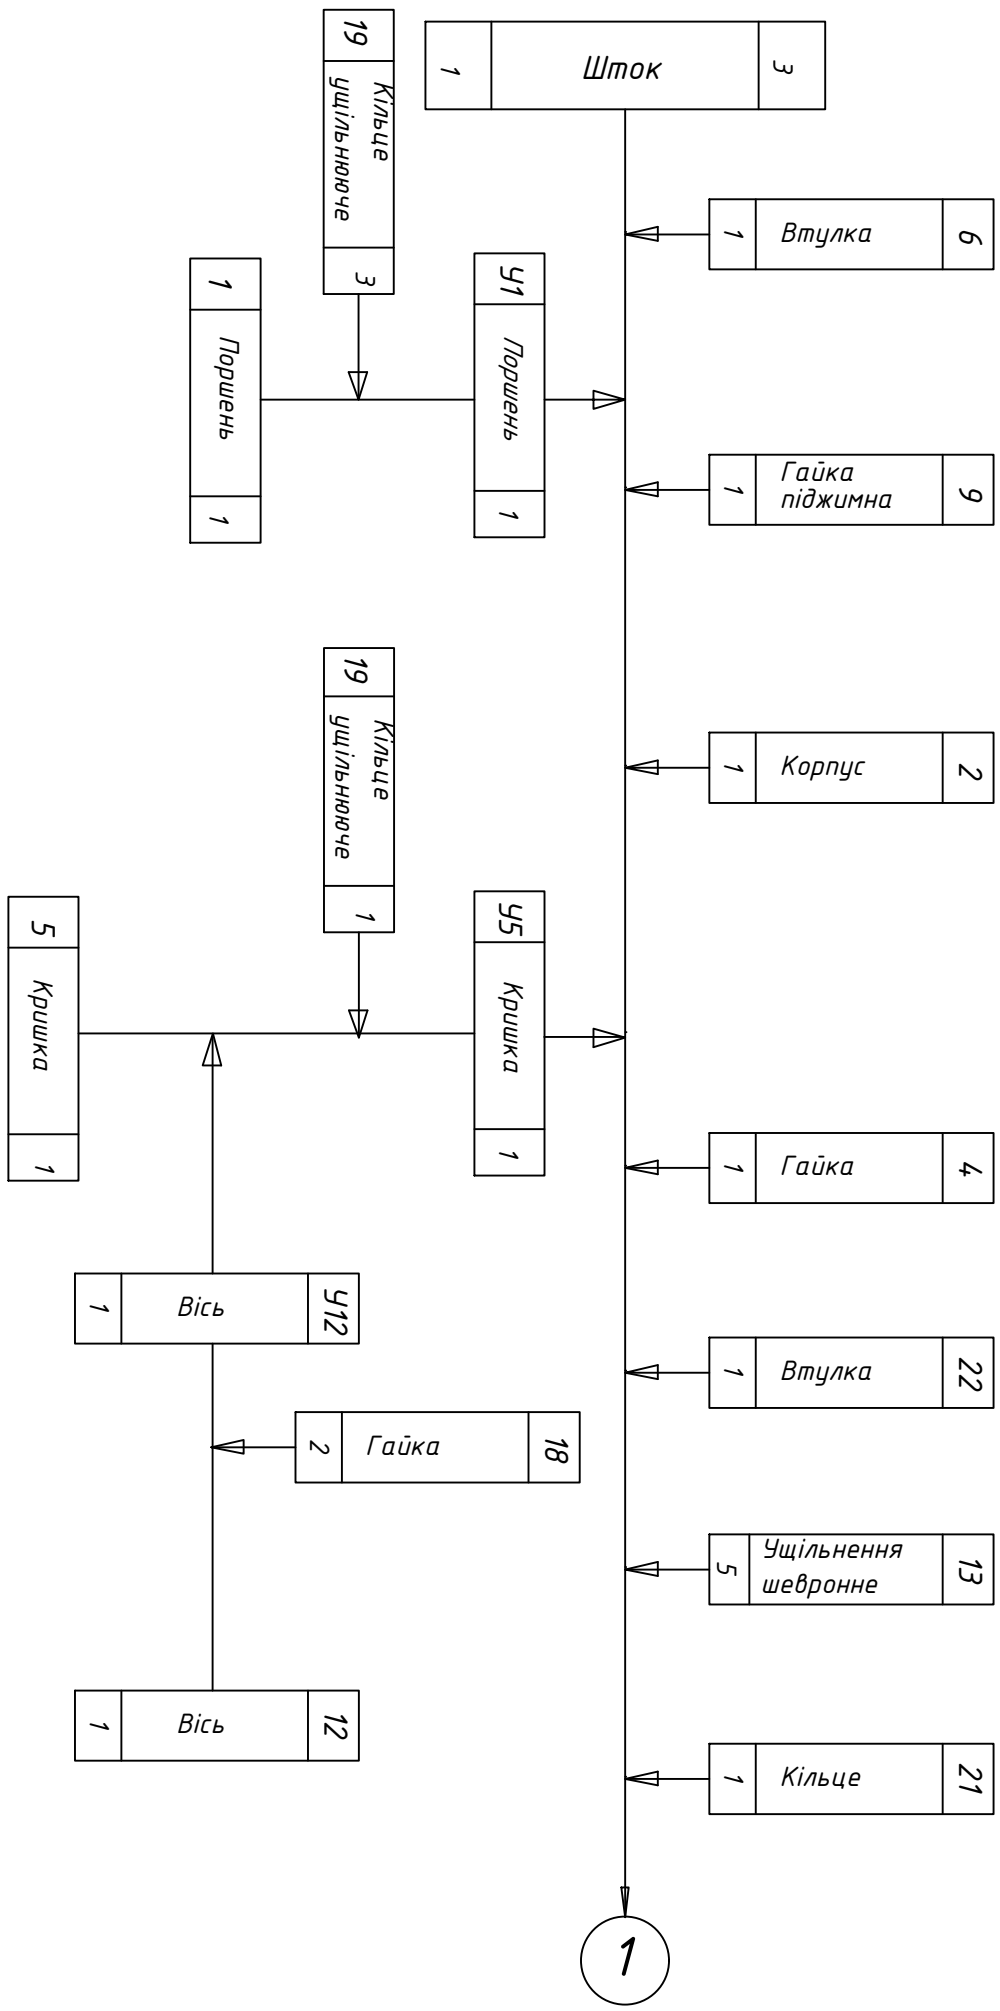 1
Шток
3
19
Кільце
ущільнююче
3
1
Втулка
6
1
Поршень
1
У1
Поршень
1
1
Гайка
піджимна
9
19
Кільце
ущільнююче
1
1
Корпус
2
5
Кришка
1
У5
Кришка
1
1
Гайка
4
1
Вісь
У12
1
Втулка
22
2
Гайка
18
5
Ущільнення
шевронне
13
1
Вісь
12
1
Кільце
21
1